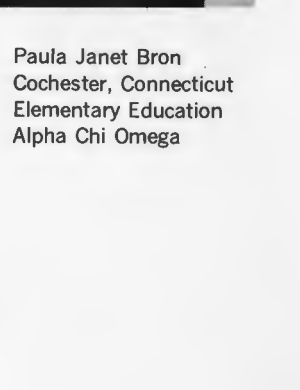 Paula Janet Bron
Cochester, Connecticut
Elementary Education
Alpha Chi Omega